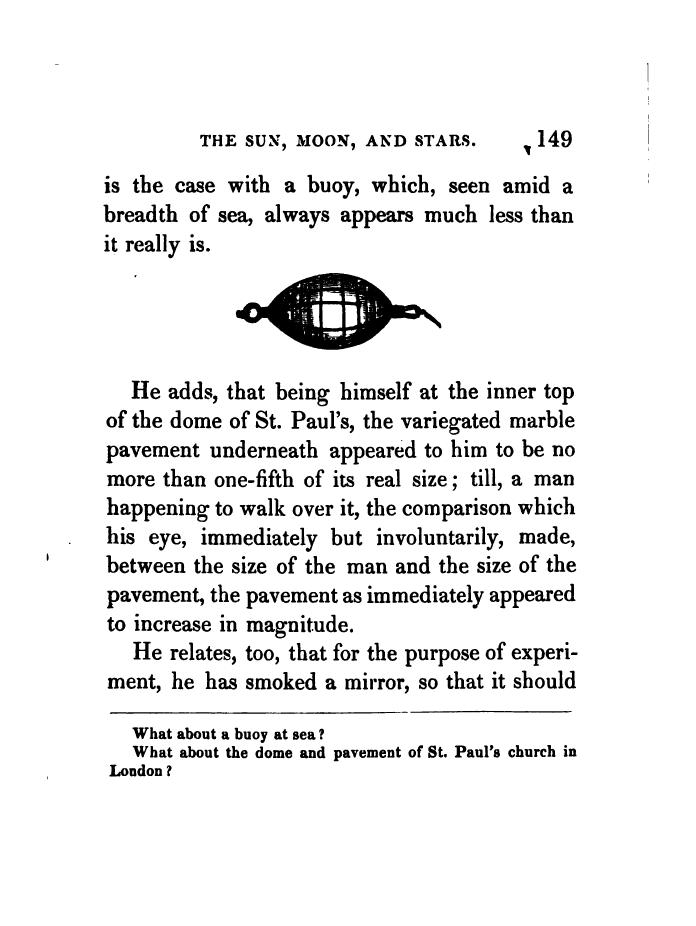 THE SUN, MOON, AND STARS. 149
is the case with a buoy, which, seen amid a
breadth of sea, always appears much less than
it really is.
He adds, that being himself at the inner top
of the dome of St. Paul's, the variegated marble
pavement underneath appeared to him to be no
more than one-fifth of its real size; till, a man
happening to walk over it, the comparison which
his eye, immediately but involuntarily, made,
between the size of the man and the size of the
pavement, the pavement as immediately appeared
to increase in magnitude.
He relates, too, that for the purpose of experi-
ment, he has smoked a mirror, so that it should
What about a buoy at sea?
What about the dome and pavement of St. Paul's church in
London?